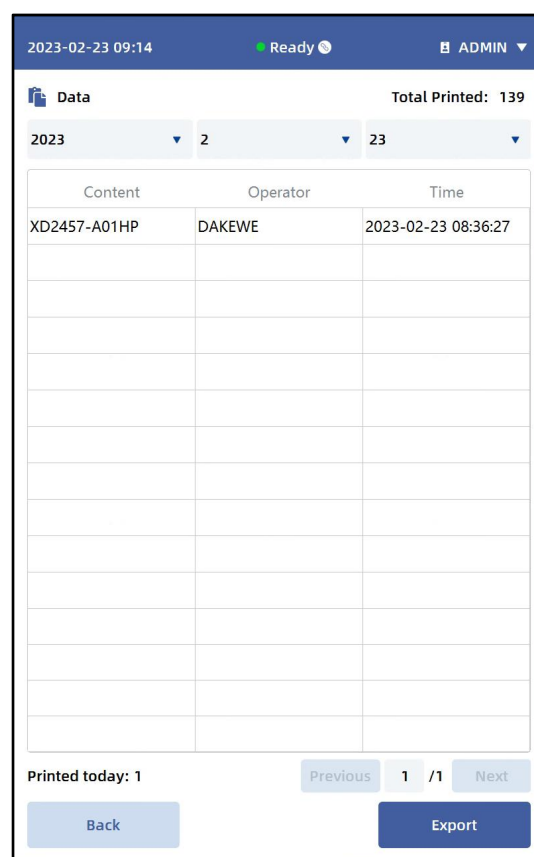 2023-02-23 09:14 Ready ADMIN
Data Total Printed: 139
2023 2 23
Content Operator Time
XD2457-A01HP DAKEWE 2023-02-23 08:36:27
Printed today: 1 Previous 1 /1 Next
Back Export